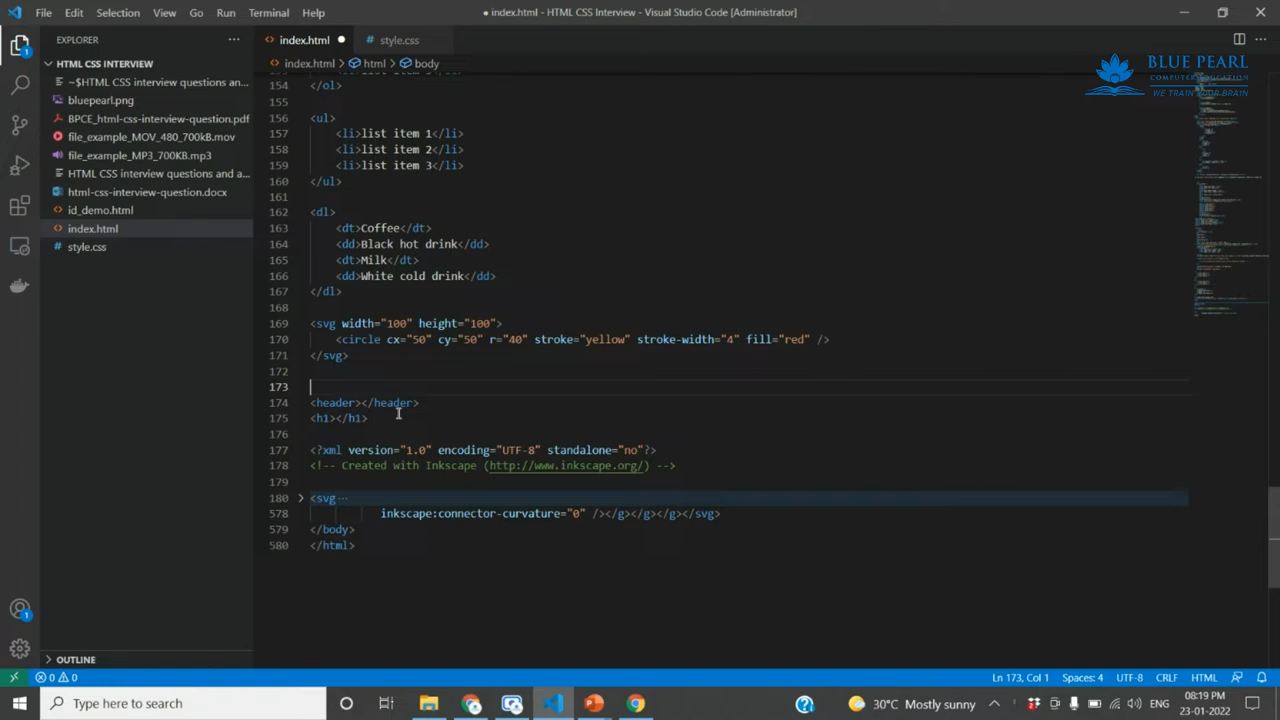 File Edit Selection View Go Run Terminal Help
● index.html - HTML CSS Interview - Visual Studio Code [Administrator]
EXPLORER ···
index.html ●
style.css
HTML CSS INTERVIEW
index.html > html > body
BLUE PEARL
COMPUTER EDUCATION
WE TRAIN YOUR BRAIN
1
~$HTML CSS interview questions an...
bluepearl.png
BPCE_html-css-interview-question.pdf
file_example_MOV_480_700kB.mov
file_example_MP3_700KB.mp3
HTML CSS interview questions and a...
html-css-interview-question.docx
id_demo.html
index.html
style.css
154 </ol>
155
156 <ul>
157 <li>list item 1</li>
158 <li>list item 2</li>
159 <li>list item 3</li>
160 </ul>
161
162 <dl>
163 <dt>Coffee</dt>
164 <dd>Black hot drink</dd>
165 <dt>Milk</dt>
166 <dd>White cold drink</dd>
167 </dl>
168
169 <svg width="100" height="100">
170 <circle cx="50" cy="50" r="40" stroke="yellow" stroke-width="4" fill="red" />
171 </svg>
172
173
174 <header></header>
175 <h1></h1>
176
177 <?xml version="1.0" encoding="UTF-8" standalone="no"?>
178 <!-- Created with Inkscape (http://www.inkscape.org/) -->
179
180 <svg ···
578 inkscape:connector-curvature="0" /></g></g></g></svg>
579 </body>
580 </html>
1
OUTLINE
0 0
Ln 173, Col 1 Spaces: 4 UTF-8 CRLF HTML
Type here to search
30°C Mostly sunny
ENG
08:19 PM
23-01-2022